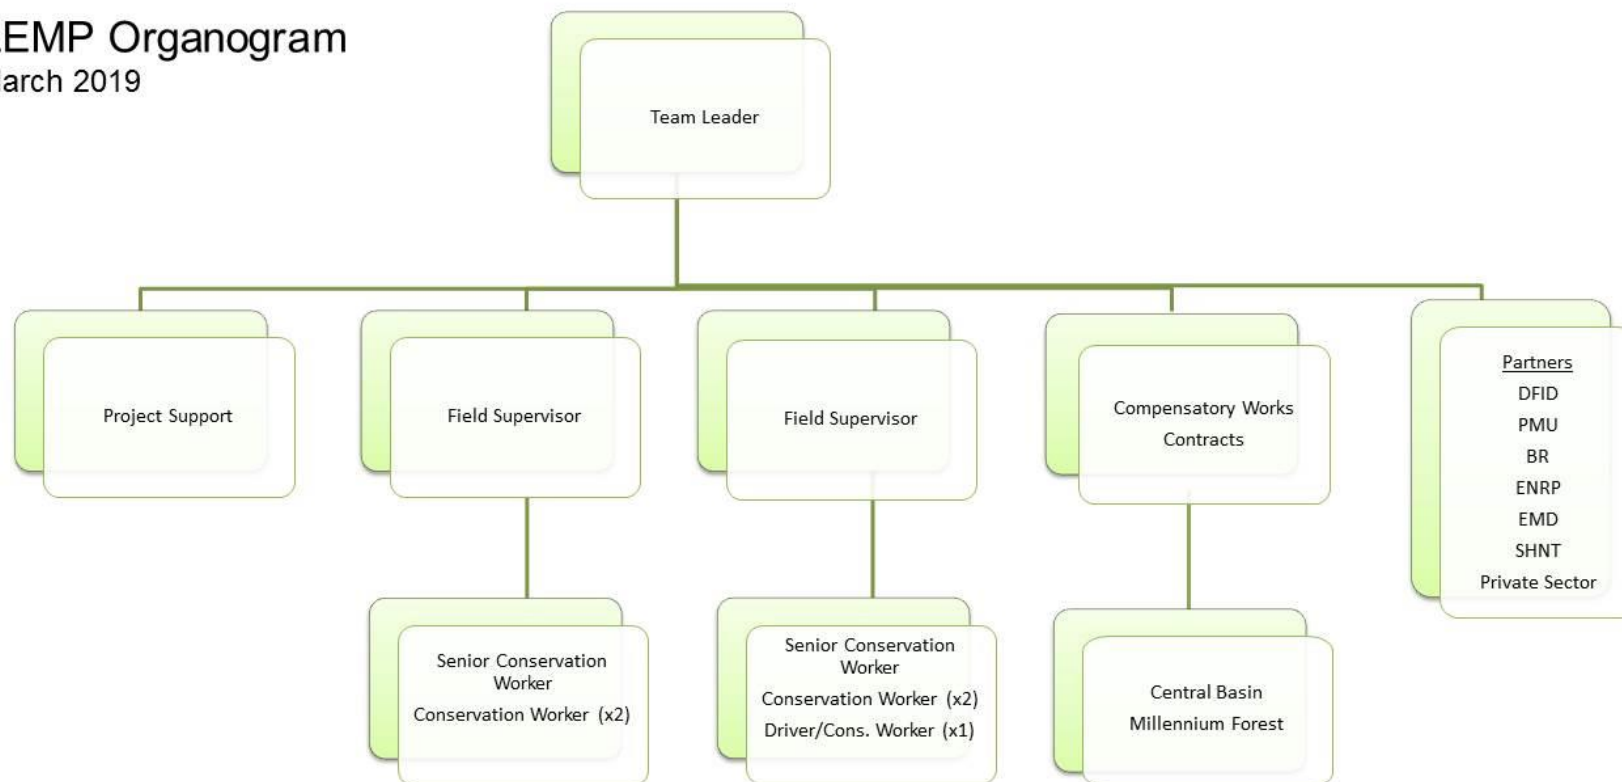 EMP Organogram
arch 2019
Team Leader
Project Support
Field Supervisor
Field Supervisor
Compensatory Works
Contracts
Partners
DFID
PMU
BR
ENRP
EMD
SHNT
Private Sector
Senior Conservation
Worker
Conservation Worker (x2)
Senior Conservation
Worker
Conservation Worker (x2)
Driver/Cons. Worker (x1)
Central Basin
Millennium Forest